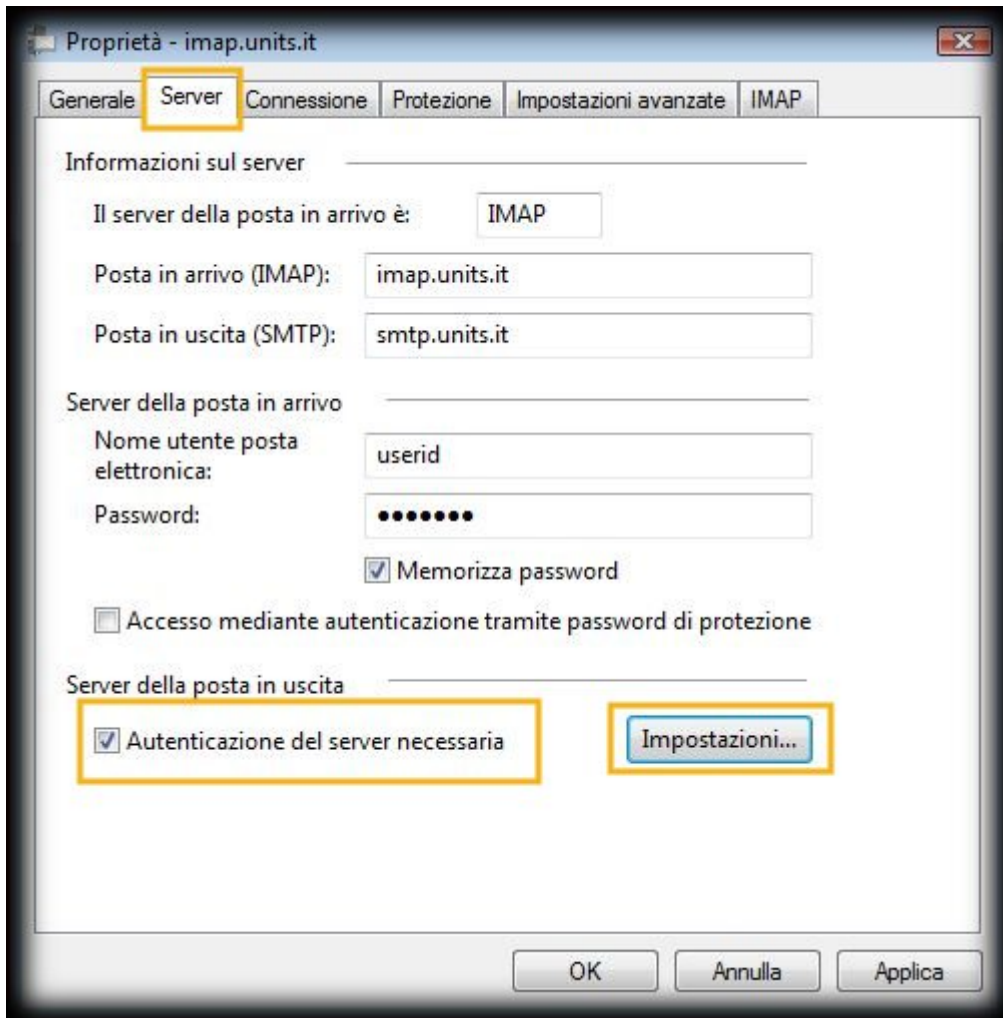 Proprietà - imap.units.it
Generale Server Connessione Protezione Impostazioni avanzate IMAP
Informazioni sul server
Il server della posta in arrivo è: IMAP
Posta in arrivo (IMAP): imap.units.it
Posta in uscita (SMTP): smtp.units.it
Server della posta in arrivo
Nome utente posta
elettronica: userid
Password: •••••••
Memorizza password
Accesso mediante autenticazione tramite password di protezione
Server della posta in uscita
Autenticazione del server necessaria Impostazioni...
OK Annulla Applica